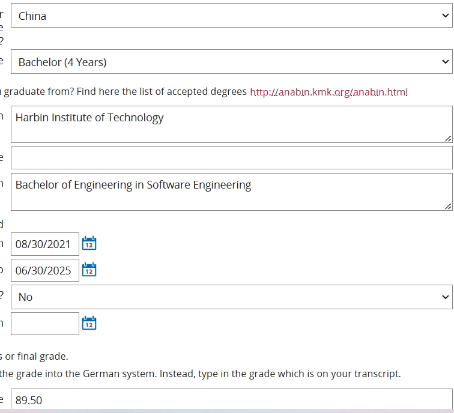 r
China
e
?
e
Bachelor (4 Years)
graduate from? Find here the list of accepted degrees http://anabin.kmk.org/anabin.html
n
Harbin Institute of Technology
e
n
Bachelor of Engineering in Software Engineering
d
n
08/30/2021
12
o
06/30/2025
12
?
No
n
12
s or final grade.
the grade into the German system. Instead, type in the grade which is on your transcript.
e
89.50